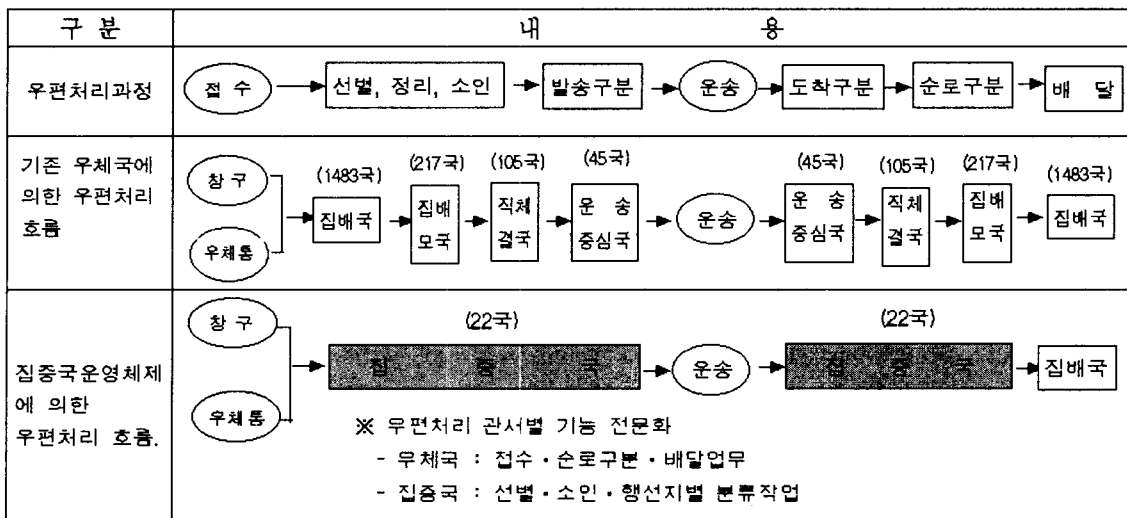 구 분 내 용
우편처리과정 접 수 선별, 정리, 소인 발송구분 운송 도착구분 순로구분 배 달
기존 우체국에
의한 우편처리
흐름
창 구
우체통
(1483국) (217국) (105국) (45국) (45국) (105국) (217국) (1483국)
집배국 집배 모국 직체 결국 운 송 중심국 운송 운 송 중심국 직체 결국 집배 모국 집배국
집중국운영체제
에 의한
우편처리 흐름.
창 구
우체통
(22국) (22국)
집 중 국 운송 집 중 국 집배국
※ 우편처리 관서별 기능 전문화
- 우체국 : 접수·순로구분·배달업무
- 집중국 : 선별·소인·행선지별 분류작업